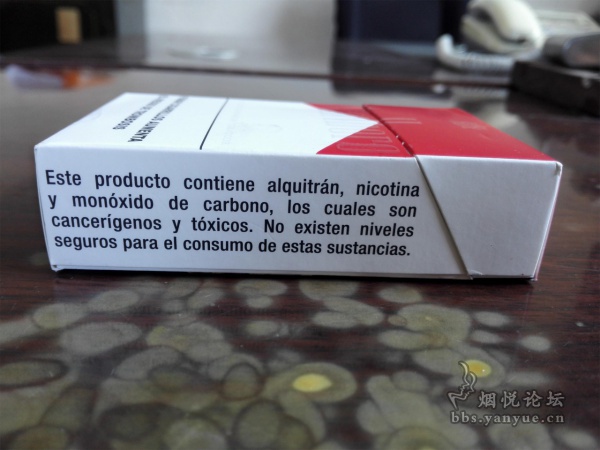 Este producto contiene alquitrán, nicotina
y monóxido de carbono, los cuales son
cancerígenos y tóxicos. No existen niveles
seguros para el consumo de estas sustancias.
烟悦论坛
bbs.yanyue.cn